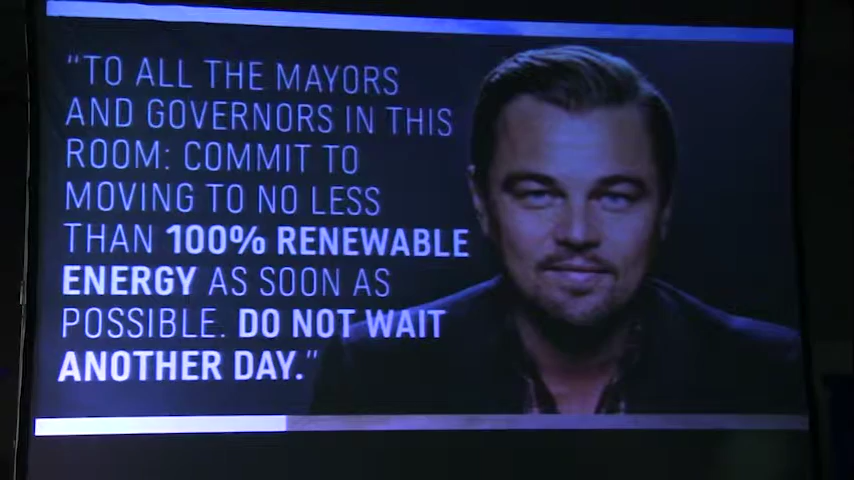 “TO ALL THE MAYORS
AND GOVERNORS IN THIS
ROOM: COMMIT TO
MOVING TO NO LESS
THAN 100% RENEWABLE
ENERGY AS SOON AS
POSSIBLE. DO NOT WAIT
ANOTHER DAY.”